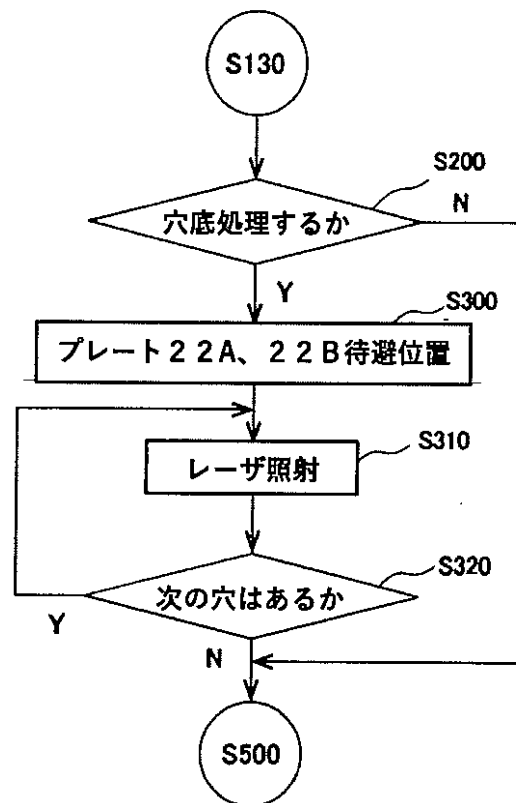 S130
S200
穴底処理するか
N
Y
S300
プレート２２A、２２B待避位置
S310
レーザ照射
S320
次の穴はあるか
Y
N
S500